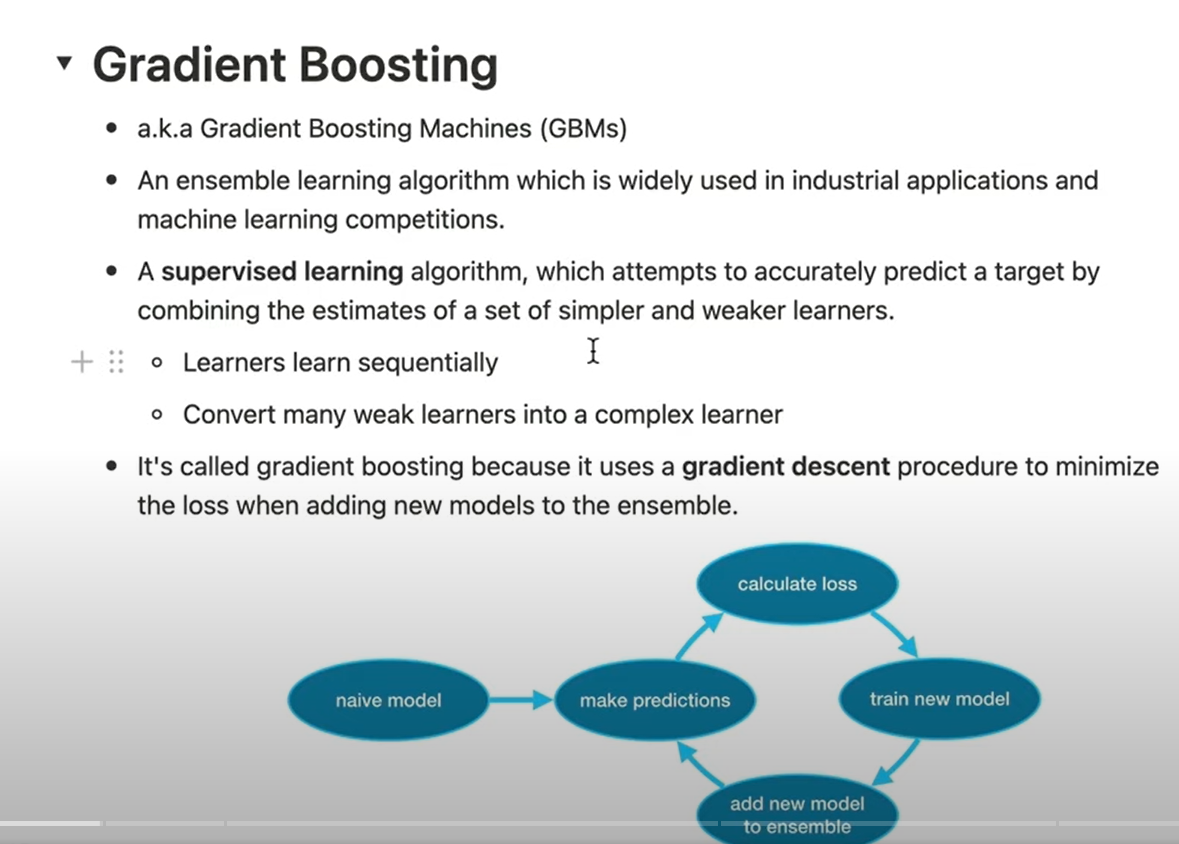 Gradient Boosting
a.k.a Gradient Boosting Machines (GBMs)
An ensemble learning algorithm which is widely used in industrial applications and
machine learning competitions.
A supervised learning algorithm, which attempts to accurately predict a target by
combining the estimates of a set of simpler and weaker learners.
Learners learn sequentially
Convert many weak learners into a complex learner
It's called gradient boosting because it uses a gradient descent procedure to minimize
the loss when adding new models to the ensemble.
calculate loss
naive model
make predictions
train new model
add new model
to ensemble